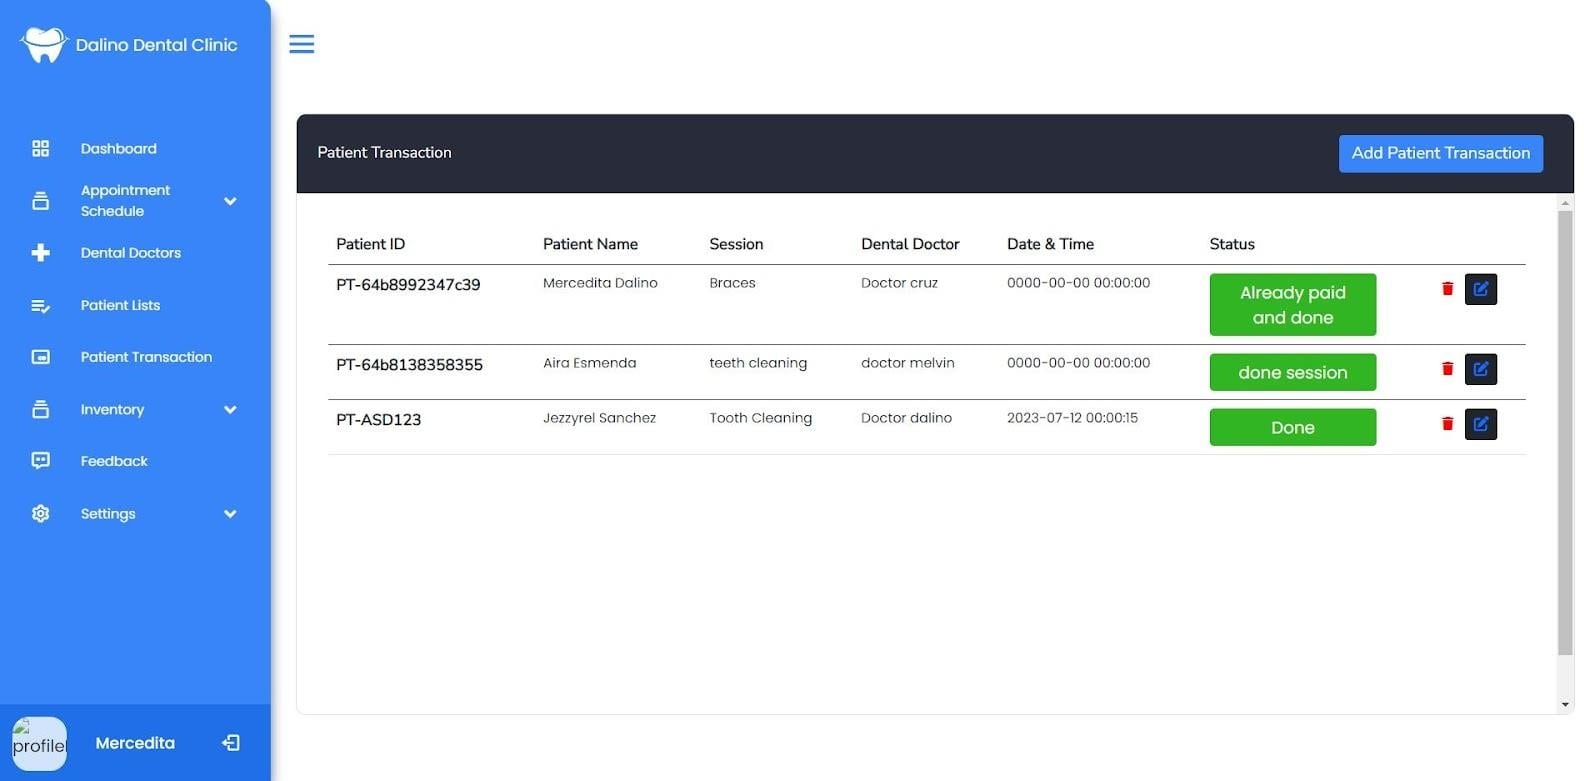 Dalino Dental Clinic
Dashboard
Appointment
Schedule
Dental Doctors
Patient Lists
Patient Transaction
Inventory
Feedback
Settings
profile
Mercedita
Patient Transaction
Add Patient Transaction
Patient ID Patient Name Session Dental Doctor Date & Time Status
PT-64b8992347c39 Mercedita Dalino Braces Doctor cruz 0000-00-00 00:00:00 Already paid
and done
PT-64b8138358355 Aira Esmenda teeth cleaning doctor melvin 0000-00-00 00:00:00 done session
PT-ASD123 Jezzyrel Sanchez Tooth Cleaning Doctor dalino 2023-07-12 00:00:15 Done